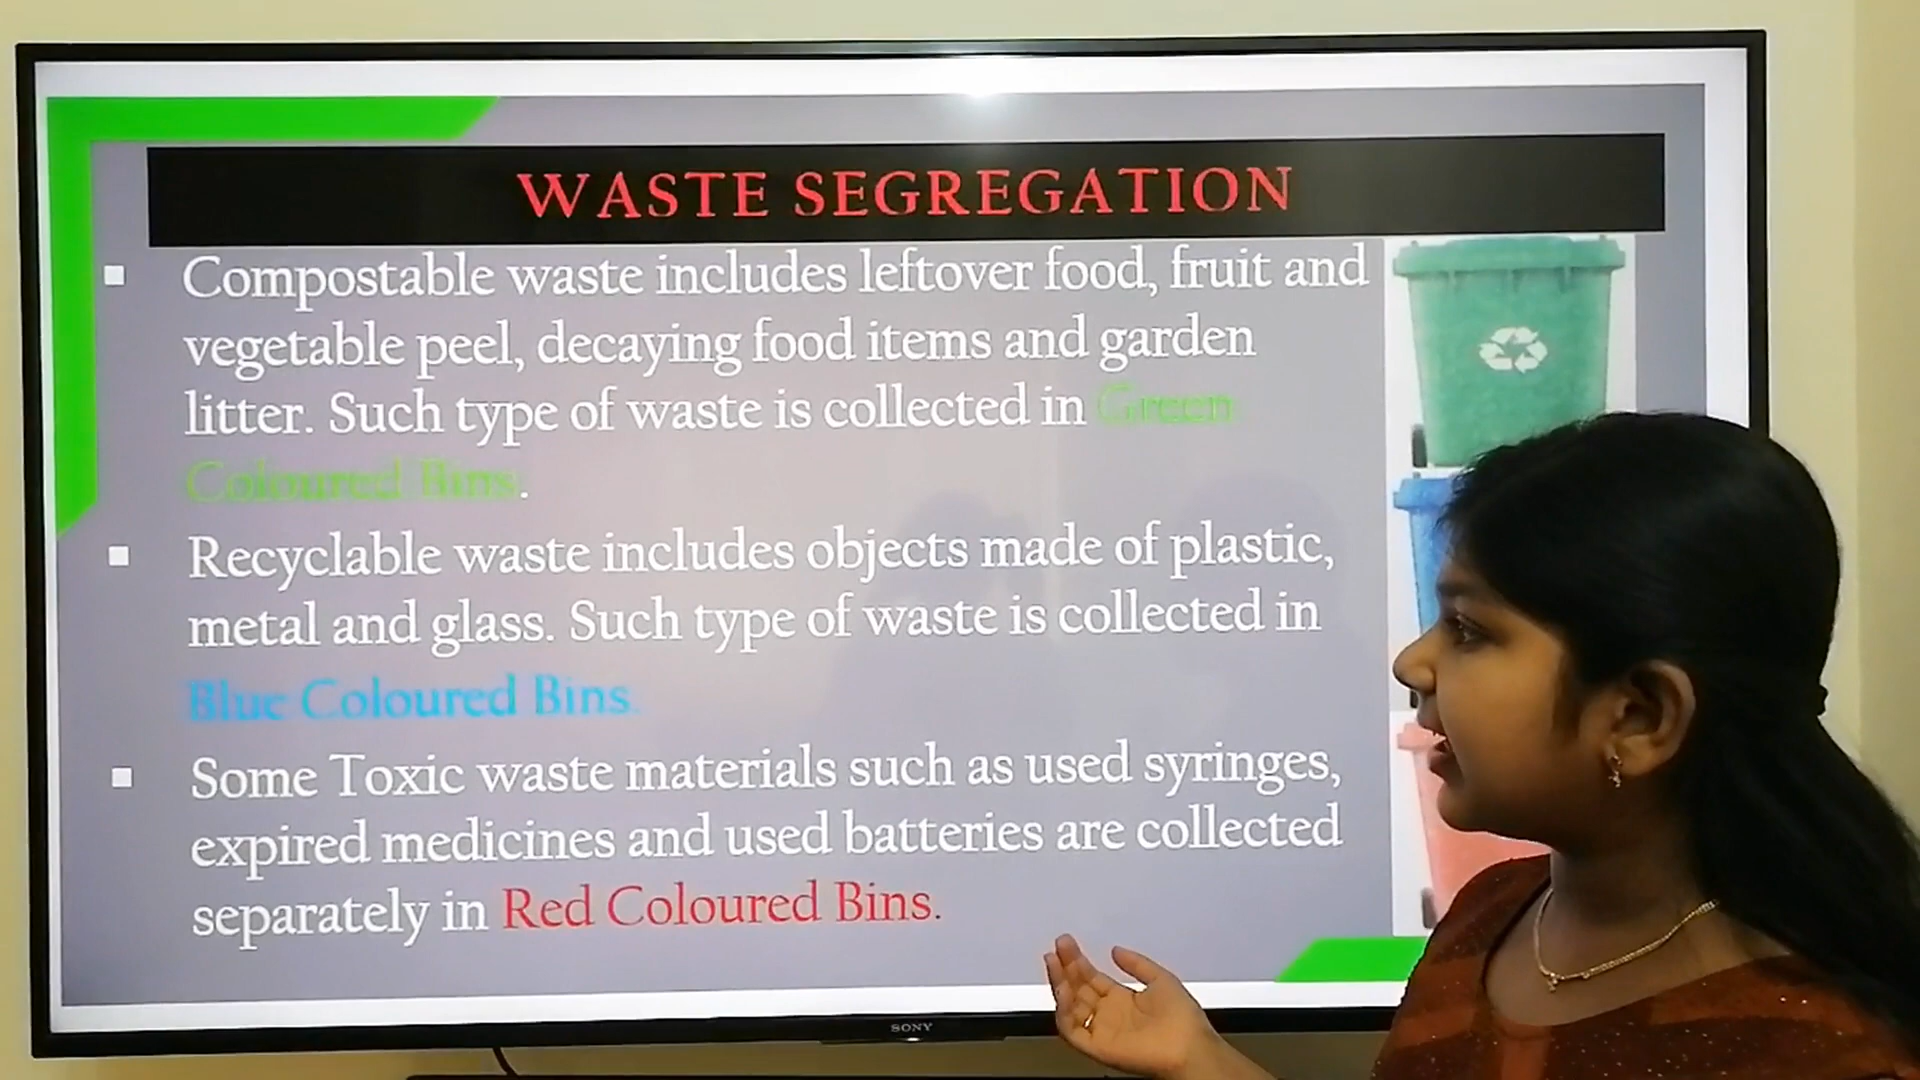 WASTE SEGREGATION
▪ Compostable waste includes leftover food, fruit and
vegetable peel, decaying food items and garden
litter. Such type of waste is collected in Green
Coloured Bins.
▪ Recyclable waste includes objects made of plastic,
metal and glass. Such type of waste is collected in
Blue Coloured Bins.
▪ Some Toxic waste materials such as used syringes,
expired medicines and used batteries are collected
separately in Red Coloured Bins.
SONY